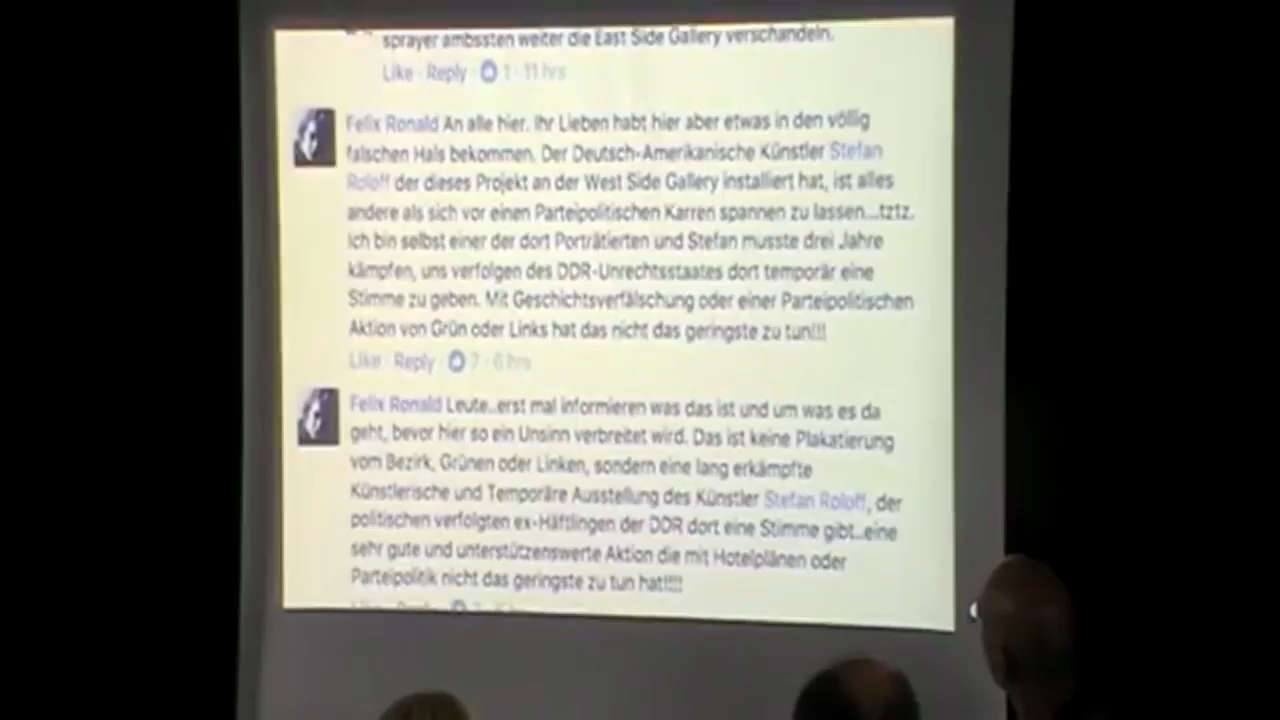 sprayer ambssten weiter die East Side Gallery verschandeln.
Like · Reply · 1 · 11 hrs
Felix Ronald An alle hier. Ihr Lieben habt hier aber etwas in den völlig
falschen Hals bekommen. Der Deutsch-Amerikanische Künstler Stefan
Roloff der dieses Projekt an der West Side Gallery installiert hat, ist alles
andere als sich vor einen Parteipolitischen Karren spannen zu lassen...tztz.
Ich bin selbst einer der dort Porträtierten und Stefan musste drei Jahre
kämpfen, uns verfolgen des DDR-Unrechtsstaates dort temporär eine
Stimme zu geben. Mit Geschichtsverfälschung oder einer Parteipolitischen
Aktion von Grün oder Links hat das nicht das geringste zu tun!!!
Like · Reply · 7 · 6 hrs
Felix Ronald Leute..erst mal informieren was das ist und um was es da
geht, bevor hier so ein Unsinn verbreitet wird. Das ist keine Plakatierung
vom Bezirk, Grünen oder Linken, sondern eine lang erkämpfte
Künstlerische und Temporäre Ausstellung des Künstler Stefan Roloff, der
politischen verfolgten ex-Häftlingen der DDR dort eine Stimme gibt..eine
sehr gute und unterstützenswerte Aktion die mit Hotelplänen oder
Parteipolitik nicht das geringste zu tun hat!!!!